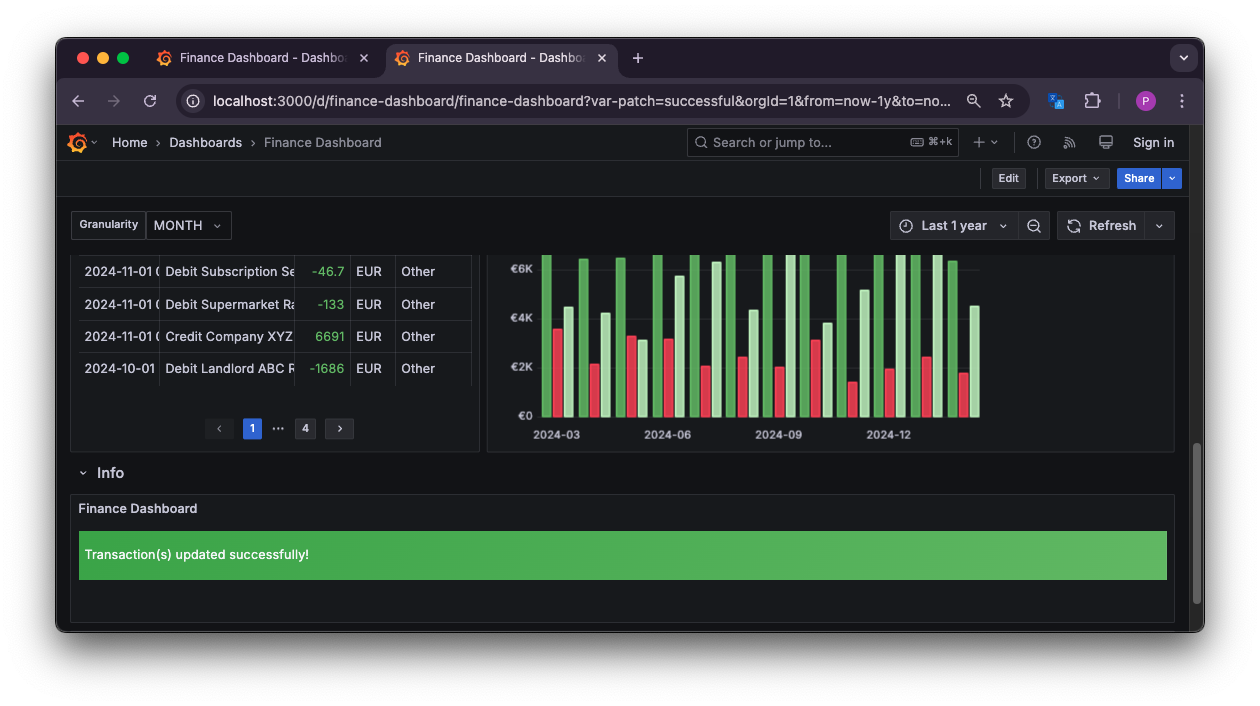 Finance Dashboard - Dashbo
Finance Dashboard - Dashbo
localhost:3000/d/finance-dashboard/finance-dashboard?var-patch=successful&orgId=1&from=now-1y&to=no...
P
Home › Dashboards › Finance Dashboard
Search or jump to...
⌘+k
Sign in
Edit
Export
Share
Granularity
MONTH
Last 1 year
Refresh
2024-11-01 Debit Subscription Se -46.7 EUR Other
2024-11-01 Debit Supermarket Ra -133 EUR Other
2024-11-01 Credit Company XYZ 6691 EUR Other
2024-10-01 Debit Landlord ABC R -1686 EUR Other
1 ... 4
€6K
€4K
€2K
€0
2024-03 2024-06 2024-09 2024-12
Info
Finance Dashboard
Transaction(s) updated successfully!